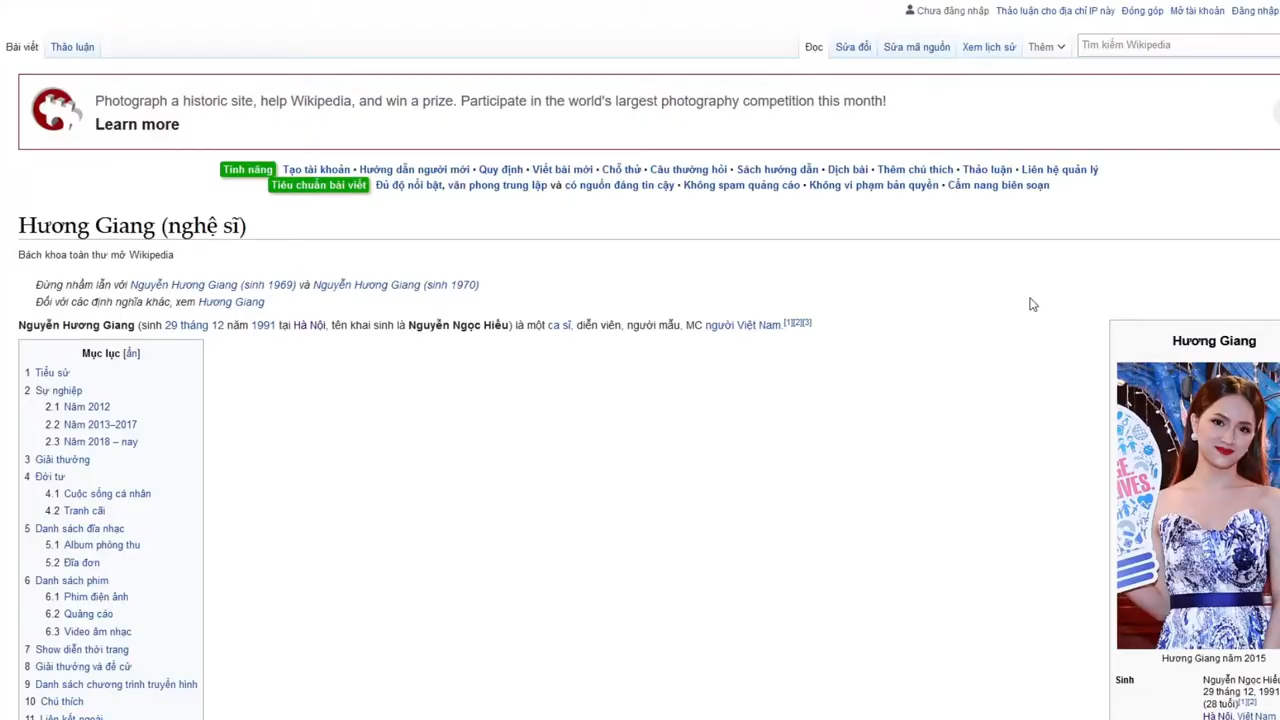 Chưa đăng nhập Thảo luận cho địa chỉ IP này Đóng góp Mở tài khoản Đăng nhập
Bài viết Thảo luận Đọc Sửa đổi Sửa mã nguồn Xem lịch sử Thêm Tìm kiếm Wikipedia
Photograph a historic site, help Wikipedia, and win a prize. Participate in the world's largest photography competition this month!
Learn more
Tính năng Tạo tài khoản • Hướng dẫn người mới • Quy định • Viết bài mới • Chỗ thử • Câu thường hỏi • Sách hướng dẫn • Dịch bài • Thêm chú thích • Thảo luận • Liên hệ quản lý
Tiêu chuẩn bài viết Đủ độ nổi bật, văn phong trung lập và có nguồn đáng tin cậy • Không spam quảng cáo • Không vi phạm bản quyền • Cẩm nang biên soạn
Hương Giang (nghệ sĩ)
Bách khoa toàn thư mở Wikipedia
Đừng nhầm lẫn với Nguyễn Hương Giang (sinh 1969) và Nguyễn Hương Giang (sinh 1970)
Đối với các định nghĩa khác, xem Hương Giang
Nguyễn Hương Giang (sinh 29 tháng 12 năm 1991 tại Hà Nội, tên khai sinh là Nguyễn Ngọc Hiếu) là một ca sĩ, diễn viên, người mẫu, MC người Việt Nam.[1][2][3]
Mục lục [ẩn]
1 Tiểu sử
2 Sự nghiệp
2.1 Năm 2012
2.2 Năm 2013–2017
2.3 Năm 2018 – nay
3 Giải thưởng
4 Đời tư
4.1 Cuộc sống cá nhân
4.2 Tranh cãi
5 Danh sách đĩa nhạc
5.1 Album phòng thu
5.2 Đĩa đơn
6 Danh sách phim
6.1 Phim điện ảnh
6.2 Quảng cáo
6.3 Video âm nhạc
7 Show diễn thời trang
8 Giải thưởng và đề cử
9 Danh sách chương trình truyền hình
10 Chú thích
11 Liên kết ngoài
Hương Giang
GE.
IVES.
Hương Giang năm 2015
Sinh Nguyễn Ngọc Hiếu
29 tháng 12, 1991
(28 tuổi)[1][2]
Hà Nội, Việt Nam